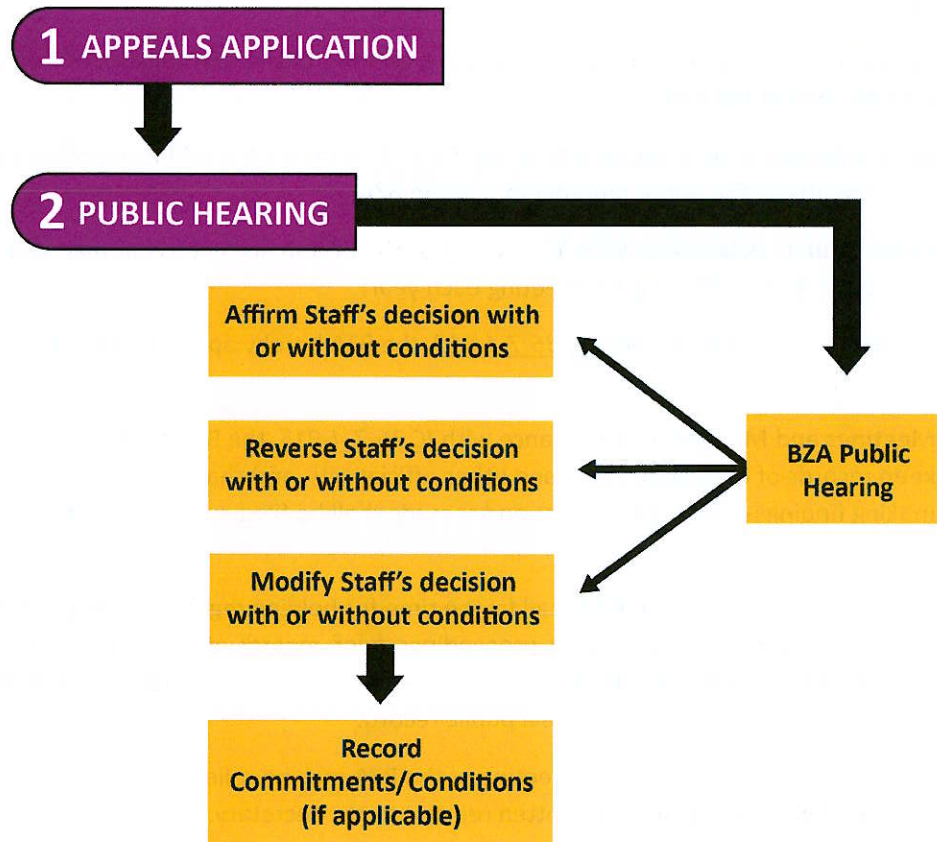 1 APPEALS APPLICATION
2 PUBLIC HEARING
Affirm Staff's decision with
or without conditions
Reverse Staff's decision
with or without conditions
BZA Public
Hearing
Modify Staff's decision
with or without conditions
Record
Commitments/Conditions
(if applicable)